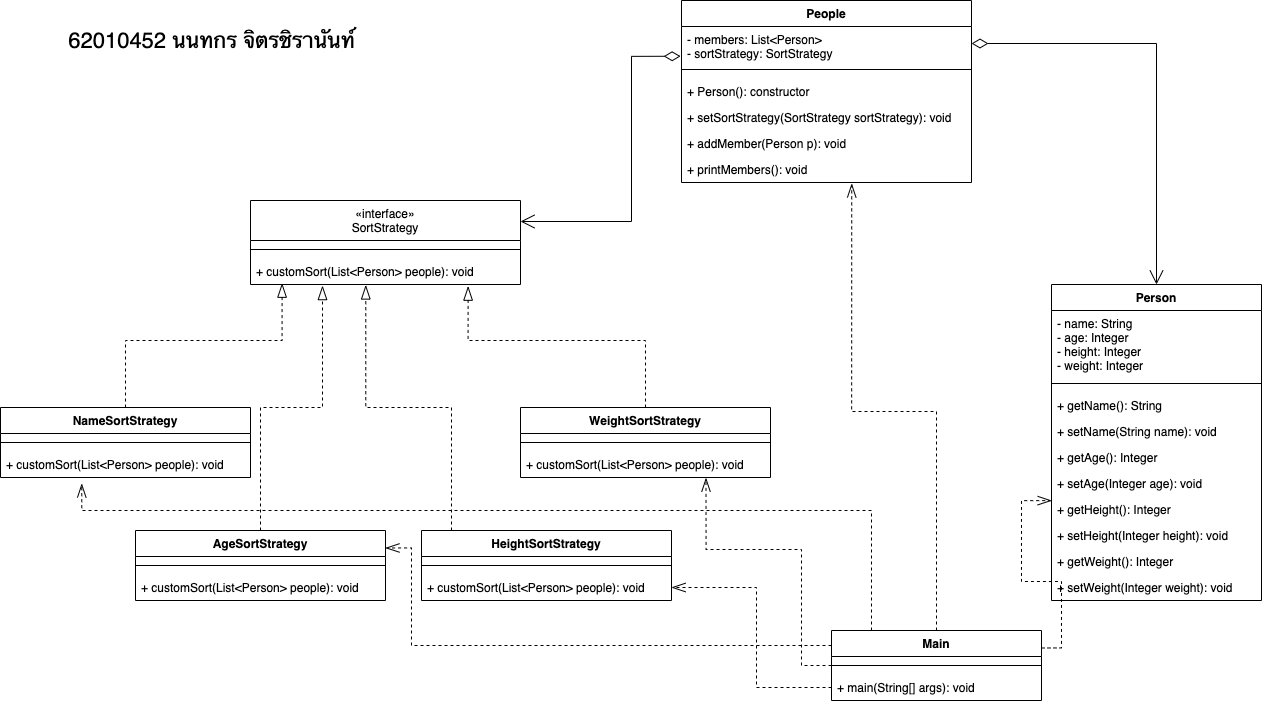 62010452 นนทกร จิตรชิรานันท์
People
- members: List<Person>
- sortStrategy: SortStrategy
+ Person(): constructor
+ setSortStrategy(SortStrategy sortStrategy): void
+ addMember(Person p): void
+ printMembers(): void
«interface»
SortStrategy
+ customSort(List<Person> people): void
Person
- name: String
- age: Integer
- height: Integer
- weight: Integer
+ getName(): String
+ setName(String name): void
+ getAge(): Integer
+ setAge(Integer age): void
+ getHeight(): Integer
+ setHeight(Integer height): void
+ getWeight(): Integer
+ setWeight(Integer weight): void
NameSortStrategy
+ customSort(List<Person> people): void
WeightSortStrategy
+ customSort(List<Person> people): void
AgeSortStrategy
+ customSort(List<Person> people): void
HeightSortStrategy
+ customSort(List<Person> people): void
Main
+ main(String[] args): void